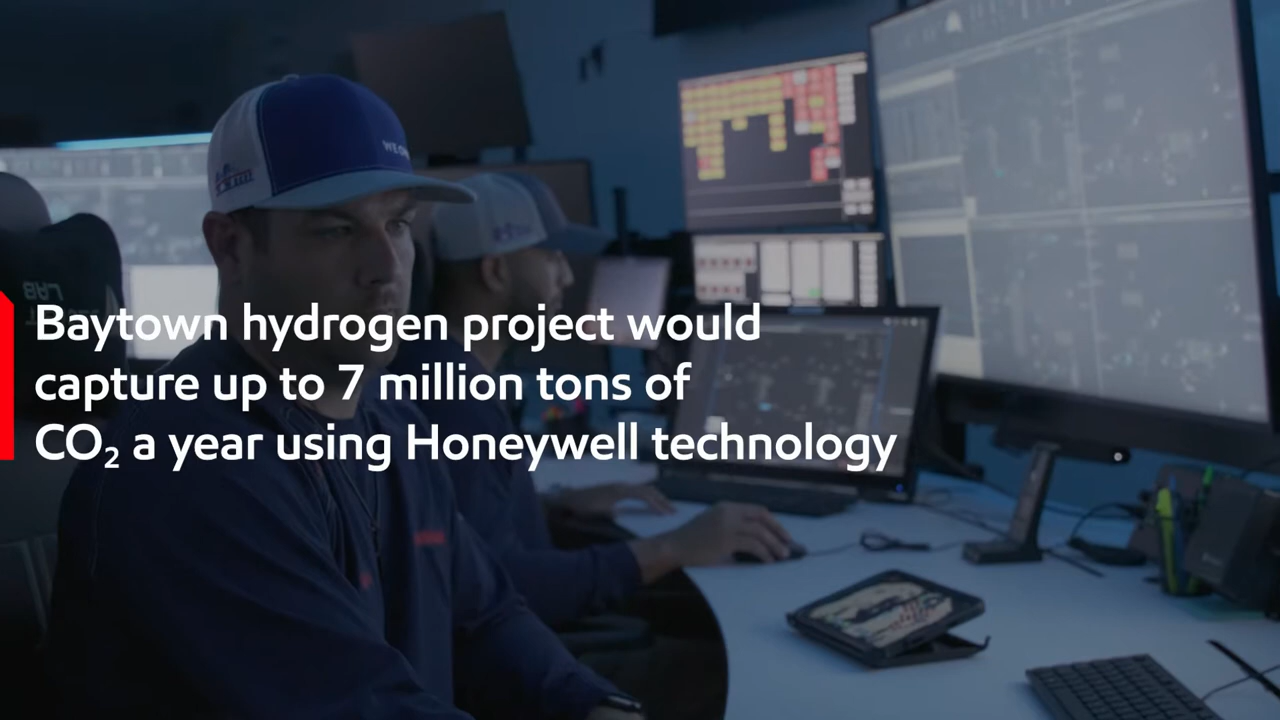 Baytown hydrogen project would
capture up to 7 million tons of
CO₂ a year using Honeywell technology